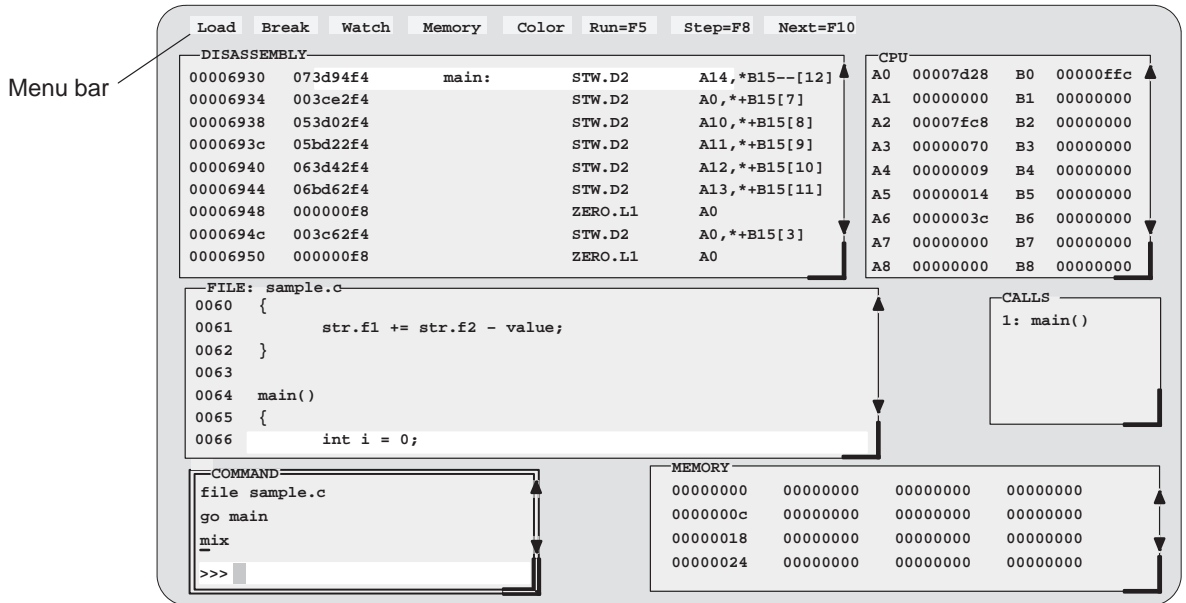 Load Break Watch Memory Color Run=F5 Step=F8 Next=F10
Menu bar
DISASSEMBLY
00006930 073d94f4 main: STW.D2 A14,*B15--[12]
00006934 003ce2f4 STW.D2 A0,*+B15[7]
00006938 053d02f4 STW.D2 A10,*+B15[8]
0000693c 05bd22f4 STW.D2 A11,*+B15[9]
00006940 063d42f4 STW.D2 A12,*+B15[10]
00006944 06bd62f4 STW.D2 A13,*+B15[11]
00006948 000000f8 ZERO.L1 A0
0000694c 003c62f4 STW.D2 A0,*+B15[3]
00006950 000000f8 ZERO.L1 A0
CPU
A0 00007d28 B0 00000ffc
A1 00000000 B1 00000000
A2 00007fc8 B2 00000000
A3 00000070 B3 00000000
A4 00000009 B4 00000000
A5 00000014 B5 00000000
A6 0000003c B6 00000000
A7 00000000 B7 00000000
A8 00000000 B8 00000000
FILE: sample.c
0060 {
0061 str.f1 += str.f2 − value;
0062 }
0063
0064 main()
0065 {
0066 int i = 0;
CALLS
1: main()
COMMAND
file sample.c
go main
mix
>>>
MEMORY
00000000 00000000 00000000 00000000
0000000c 00000000 00000000 00000000
00000018 00000000 00000000 00000000
00000024 00000000 00000000 00000000